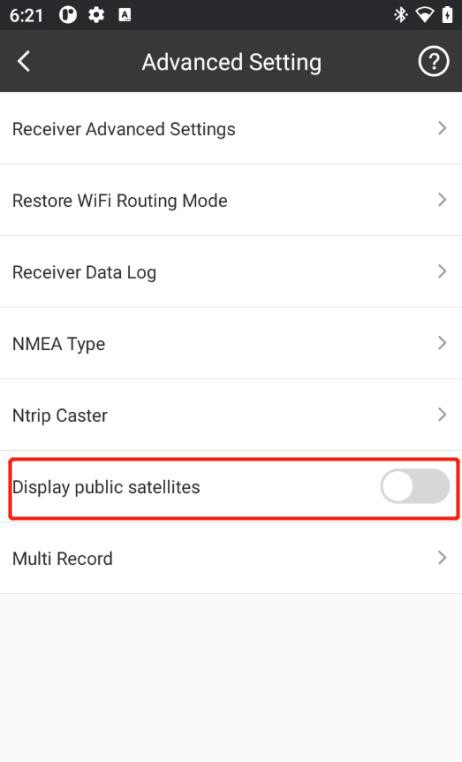 6:21
Advanced Setting
Receiver Advanced Settings
Restore WiFi Routing Mode
Receiver Data Log
NMEA Type
Ntrip Caster
Display public satellites
Multi Record